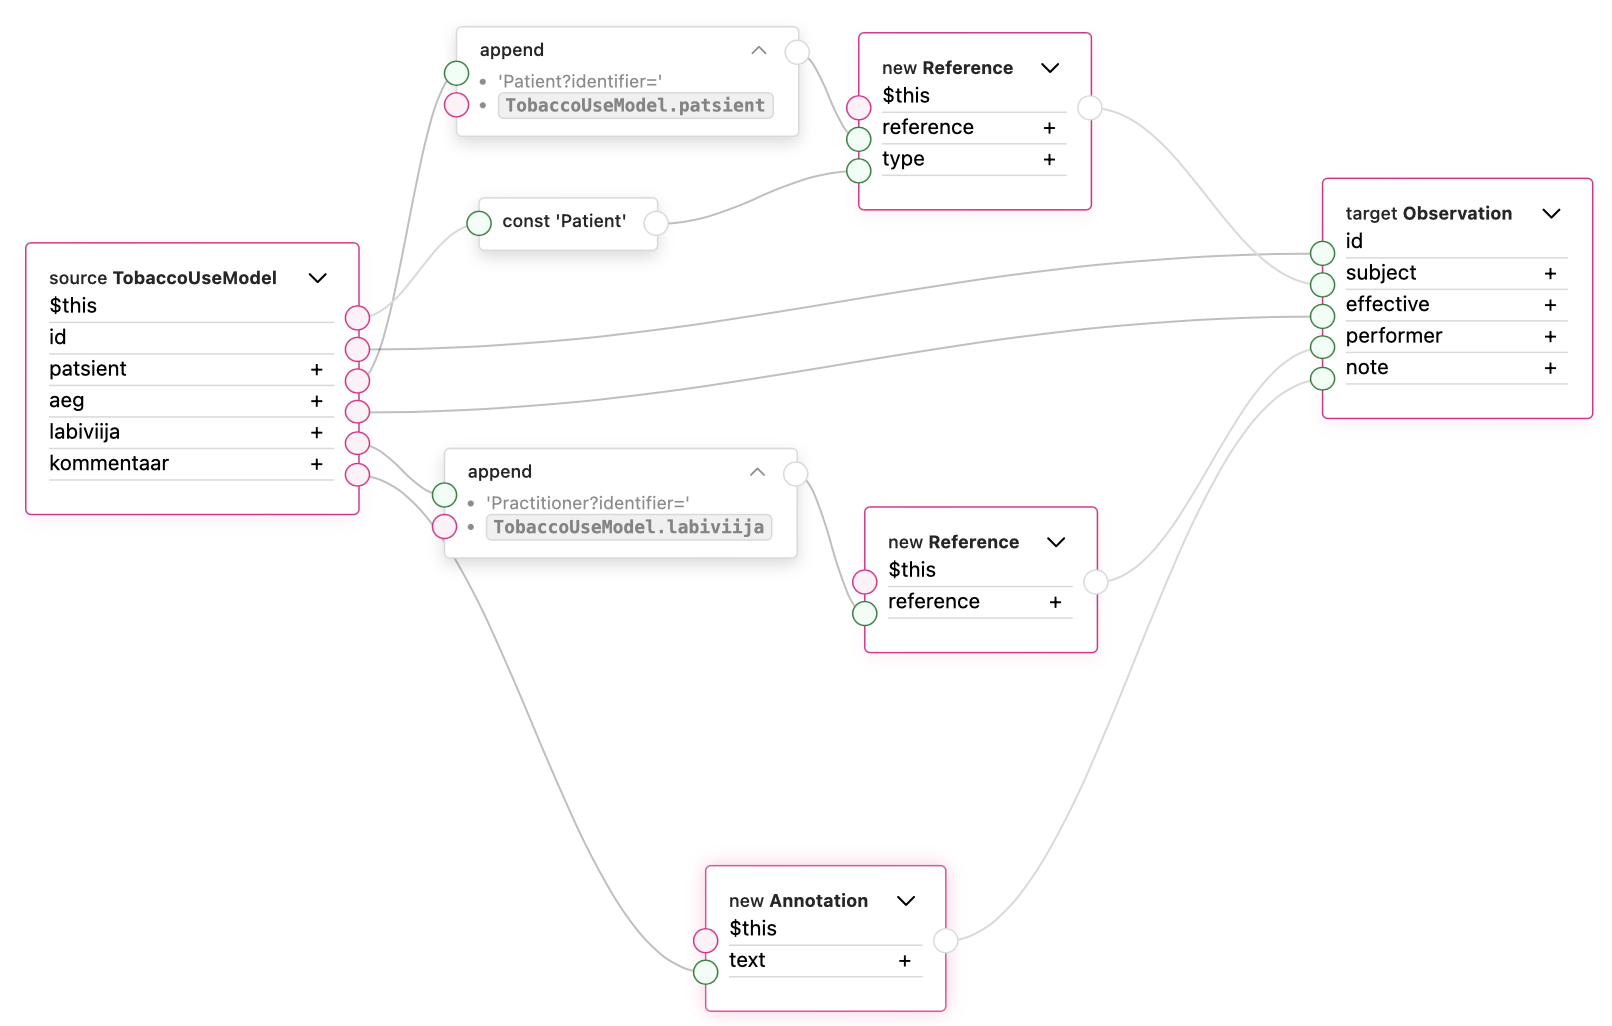 source TobaccoUseModel
$this
id
patsient +
aeg +
labiviija +
kommentaar +
append
• 'Patient?identifier='
• TobaccoUseModel.patsient
const 'Patient'
append
• 'Practitioner?identifier='
• TobaccoUseModel.labiviija
new Reference
$this
reference +
type +
new Reference
$this
reference +
new Annotation
$this
text +
target Observation
id
subject +
effective +
performer +
note +